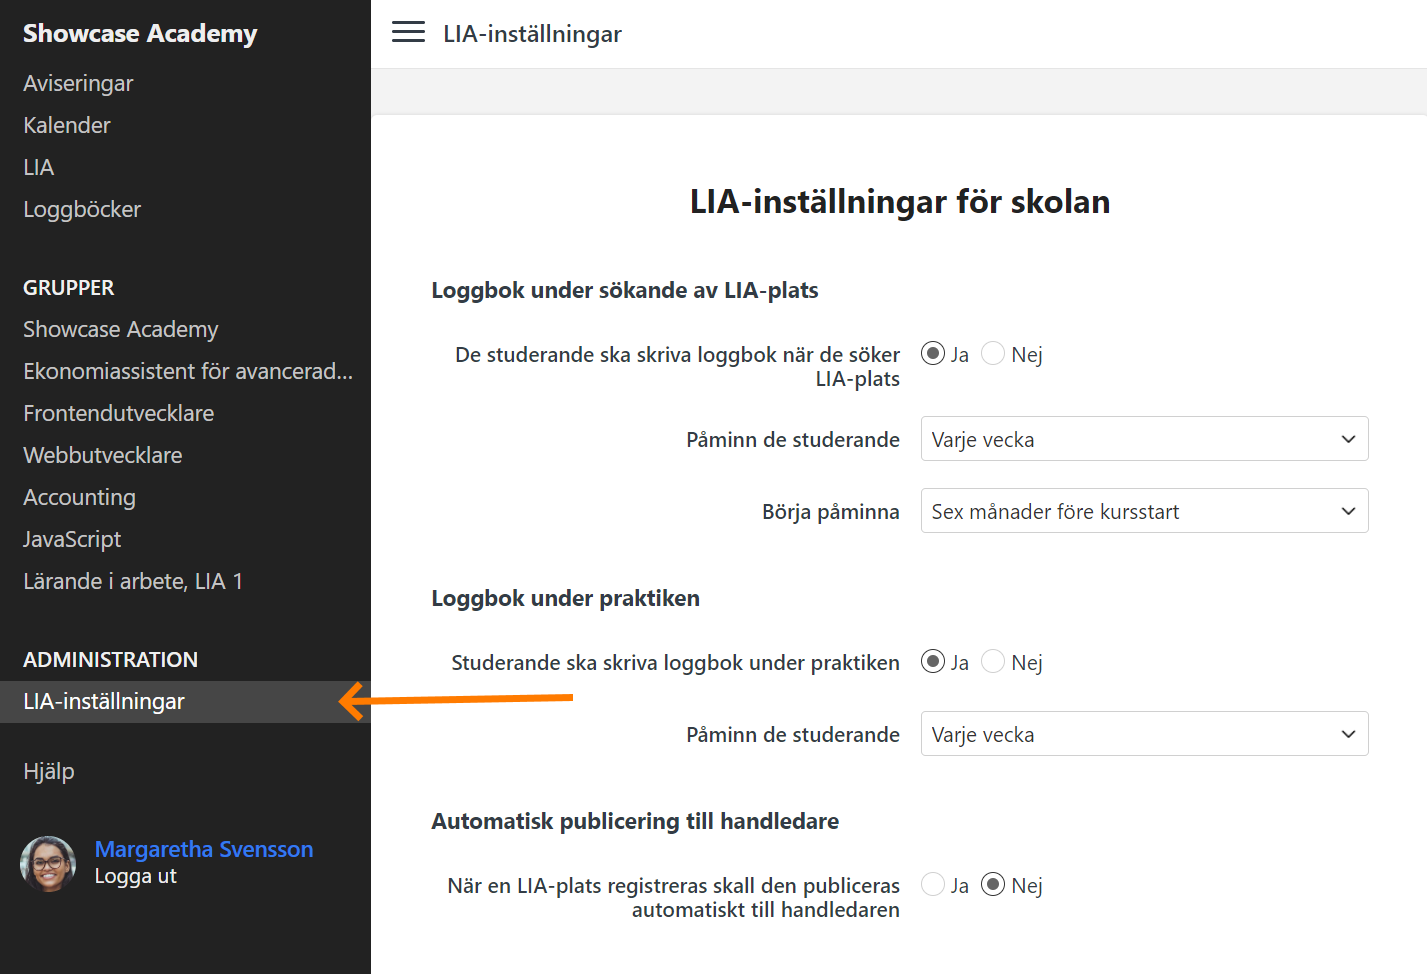 Showcase Academy
Aviseringar
Kalender
LIA
Loggböcker
GRUPPER
Showcase Academy
Ekonomiassistent för avancerad...
Frontendutvecklare
Webbutvecklare
Accounting
JavaScript
Lärande i arbete, LIA 1
ADMINISTRATION
LIA-inställningar
Hjälp
Margaretha Svensson
Logga ut
LIA-inställningar
LIA-inställningar för skolan
Loggbok under sökande av LIA-plats
De studerande ska skriva loggbok när de söker
LIA-plats
Ja Nej
Påminn de studerande
Varje vecka
Börja påminna
Sex månader före kursstart
Loggbok under praktiken
Studerande ska skriva loggbok under praktiken
Ja Nej
Påminn de studerande
Varje vecka
Automatisk publicering till handledare
När en LIA-plats registreras skall den publiceras
automatiskt till handledaren
Ja Nej